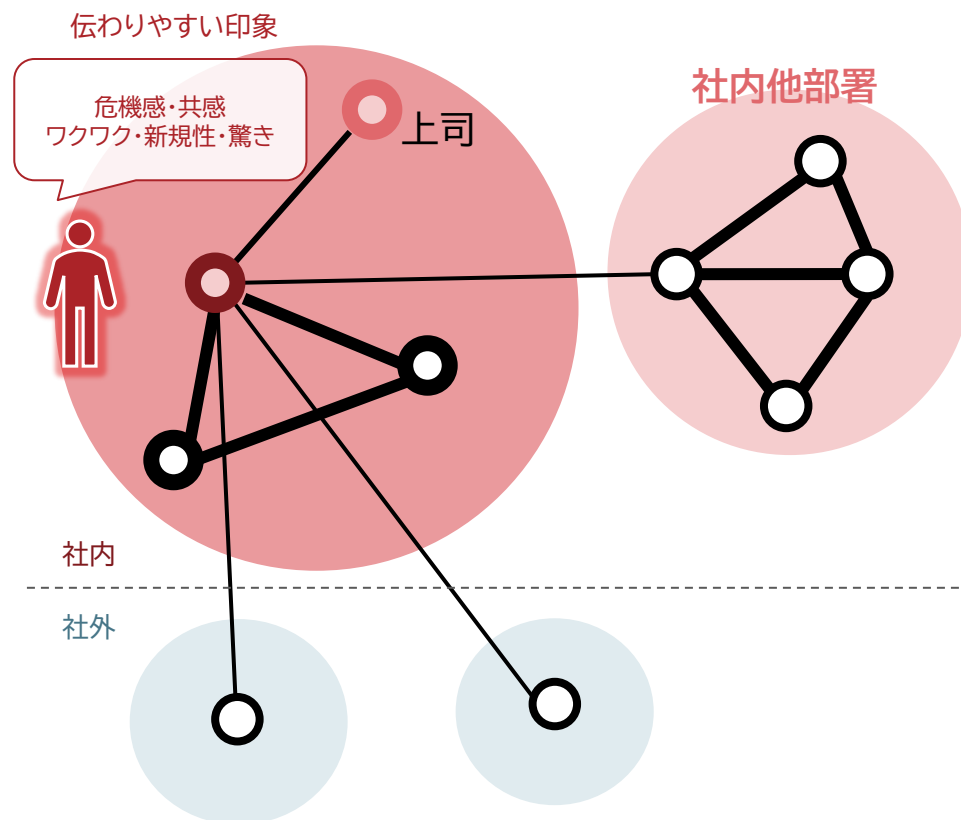 伝わりやすい印象
危機感・共感
ワクワク・新規性・驚き
上司
社内他部署
社内
社外